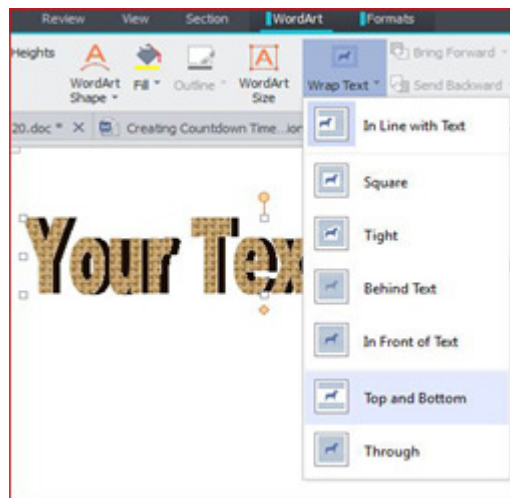 Review View Section WordArt Formats
Heights WordArt Shape Fill Outline WordArt Size Wrap Text Bring Forward
Send Backward
20.doc * Creating Countdown Time...ion
In Line with Text
Square
Tight
Your Tex
Behind Text
In Front of Text
Top and Bottom
Through